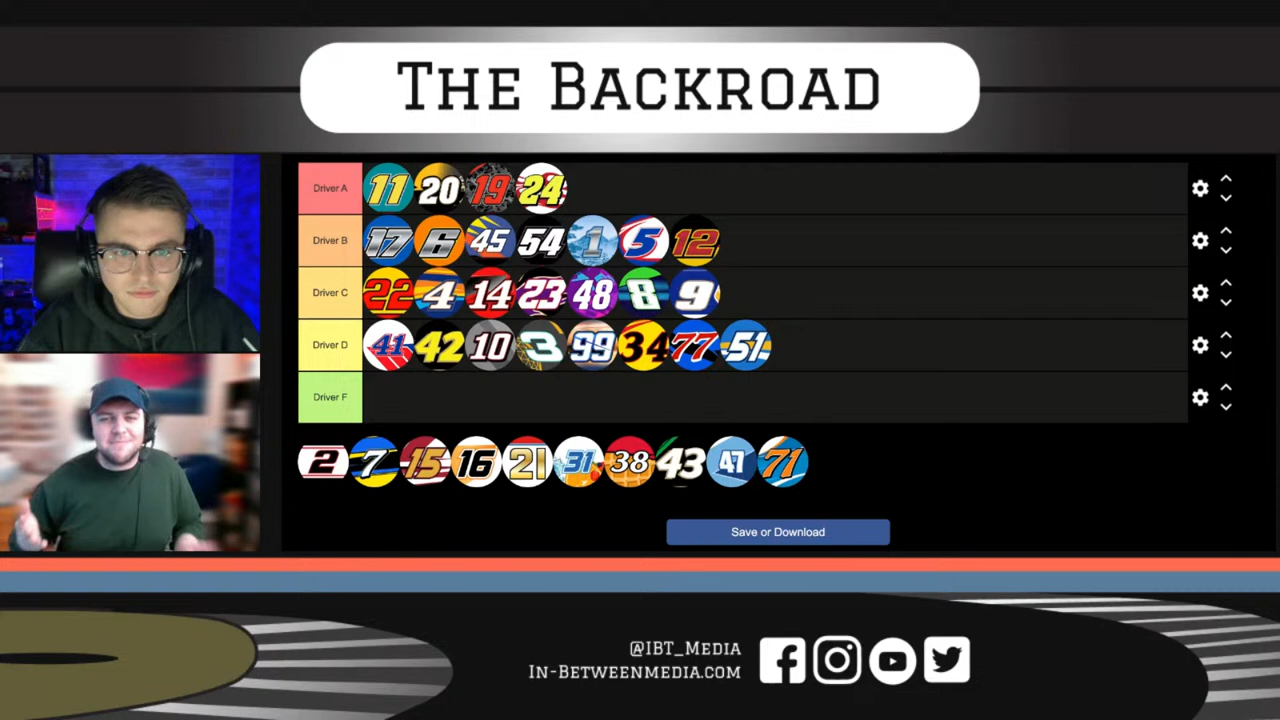 The Backroad
Driver A 11 20 19 24
Driver B 17 6 45 54 1 5 12
Driver C 22 4 14 23 48 8 9
Driver D 41 42 10 3 99 34 77 51
Driver F
2 7 15 16 21 31 38 43 47 71
Save or Download
@IBT_Media
In-Betweenmedia.com